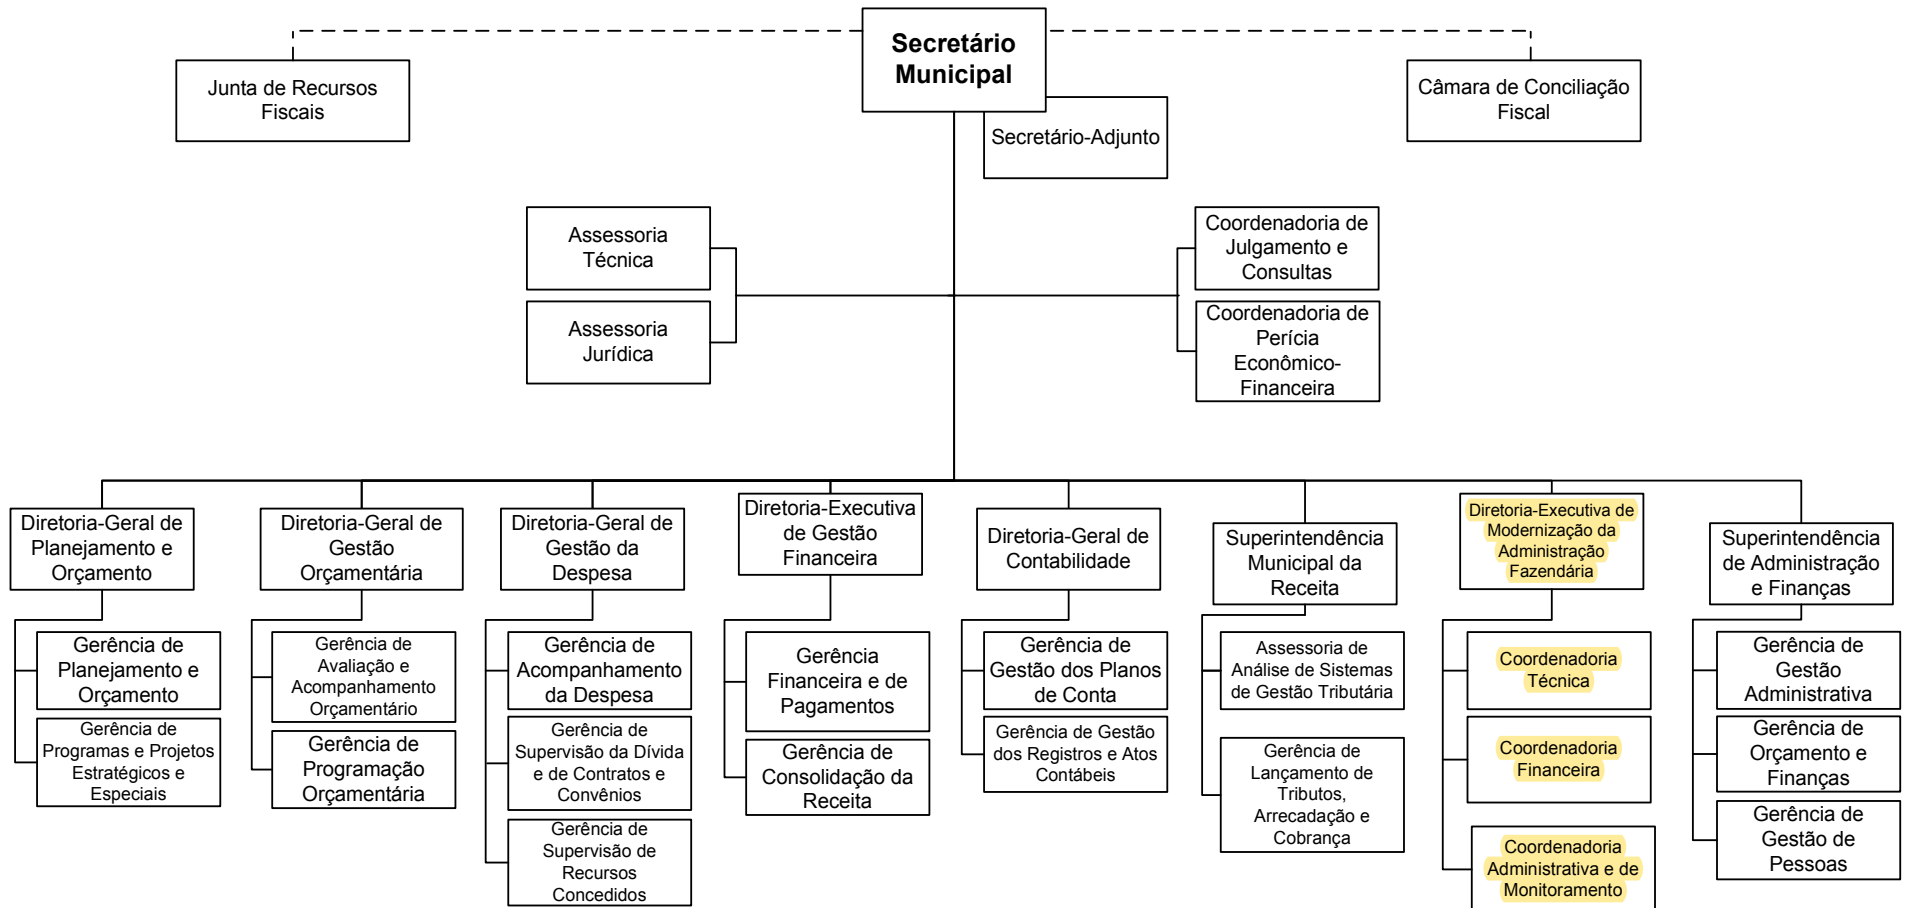 Secretário
Municipal
Junta de Recursos
Fiscais
Câmara de Conciliação
Fiscal
Secretário-Adjunto
Assessoria
Técnica
Coordenadoria de
Julgamento e
Consultas
Assessoria
Jurídica
Coordenadoria de
Perícia
Econômico-
Financeira
Diretoria-Geral de
Planejamento e
Orçamento
Diretoria-Geral de
Gestão
Orçamentária
Diretoria-Geral de
Gestão da
Despesa
Diretoria-Executiva
de Gestão
Financeira
Diretoria-Geral de
Contabilidade
Superintendência
Municipal da
Receita
Diretoria-Executiva de
Modernização da
Administração
Fazendária
Superintendência
de Administração
e Finanças
Gerência de
Planejamento e
Orçamento
Gerência de
Programas e Projetos
Estratégicos e
Especiais
Gerência de
Avaliação e
Acompanhamento
Orçamentário
Gerência de
Programação
Orçamentária
Gerência de
Acompanhamento
da Despesa
Gerência de
Supervisão da Dívida
e de Contratos e
Convênios
Gerência de
Supervisão de
Recursos
Concedidos
Gerência
Financeira e de
Pagamentos
Gerência de
Consolidação da
Receita
Gerência de
Gestão dos Planos
de Conta
Gerência de Gestão
dos Registros e Atos
Contábeis
Assessoria de
Análise de Sistemas
de Gestão Tributária
Gerência de
Lançamento de
Tributos,
Arrecadação e
Cobrança
Coordenadoria
Técnica
Coordenadoria
Financeira
Coordenadoria
Administrativa e de
Monitoramento
Gerência de
Gestão
Administrativa
Gerência de
Orçamento e
Finanças
Gerência de
Gestão de
Pessoas